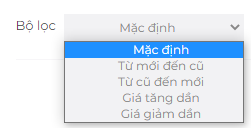 Bộ lọc Mặc định
Mặc định
Từ mới đến cũ
Từ cũ đến mới
Giá tăng dần
Giá giảm dần